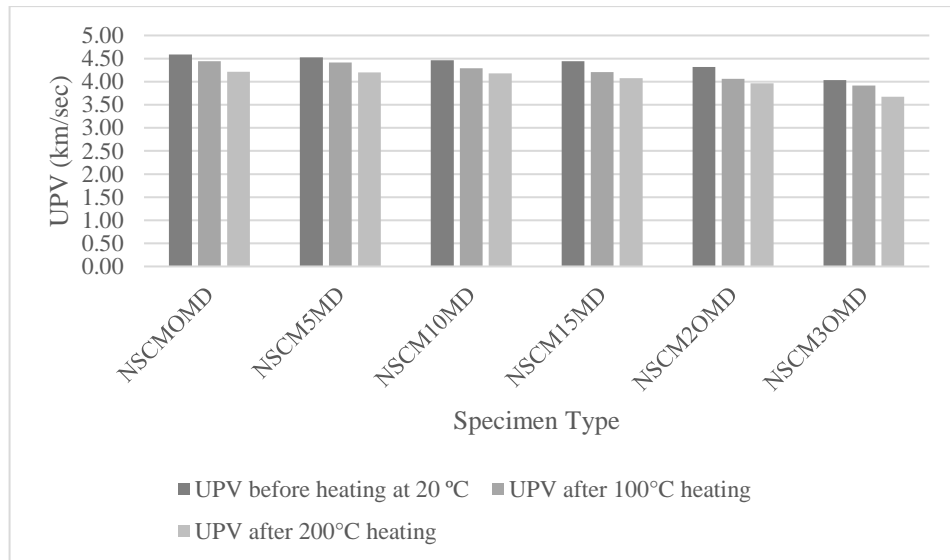 5.00
4.50
4.00
3.50
3.00
2.50
2.00
1.50
1.00
0.50
0.00
UPV (km/sec)
NSCMOMD
NSCM5MD
NSCM10MD
NSCM15MD
NSCM2OMD
NSCM3OMD
Specimen Type
UPV before heating at 20 ºC
UPV after 100°C heating
UPV after 200°C heating